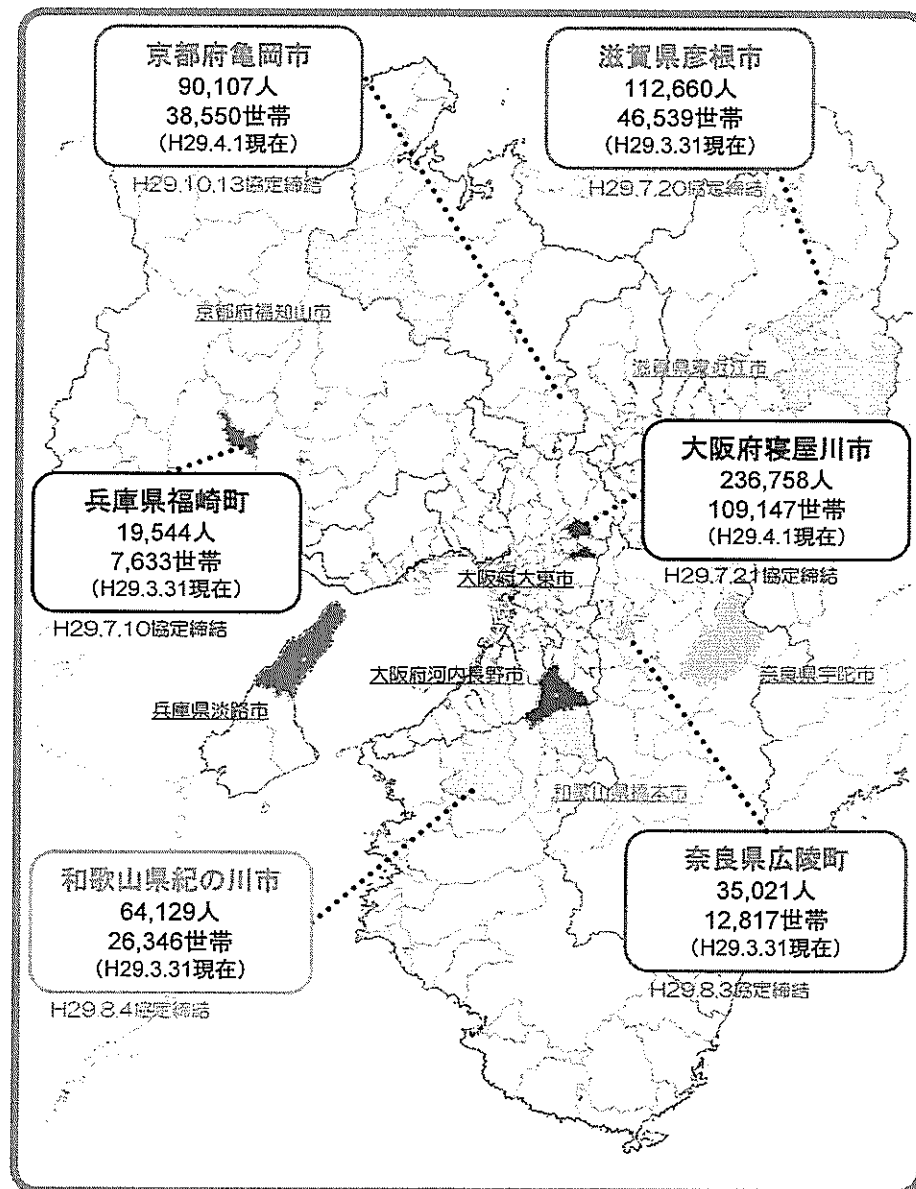 京都府亀岡市
90,107人
38,550世帯
(H29.4.1現在)
H29.10.13協定締結
滋賀県彦根市
112,660人
46,539世帯
(H29.3.31現在)
H29.7.20協定締結
京都府福知山市
滋賀県東近江市
大阪府寝屋川市
236,758人
109,147世帯
(H29.4.1現在)
H29.7.21協定締結
兵庫県福崎町
19,544人
7,633世帯
(H29.3.31現在)
H29.7.10協定締結
大阪府大東市
大阪府河内長野市
奈良県宇陀市
兵庫県淡路市
和歌山県橋本市
和歌山県紀の川市
64,129人
26,346世帯
(H29.3.31現在)
H29.8.4協定締結
奈良県広陵町
35,021人
12,817世帯
(H29.3.31現在)
H29.8.3協定締結